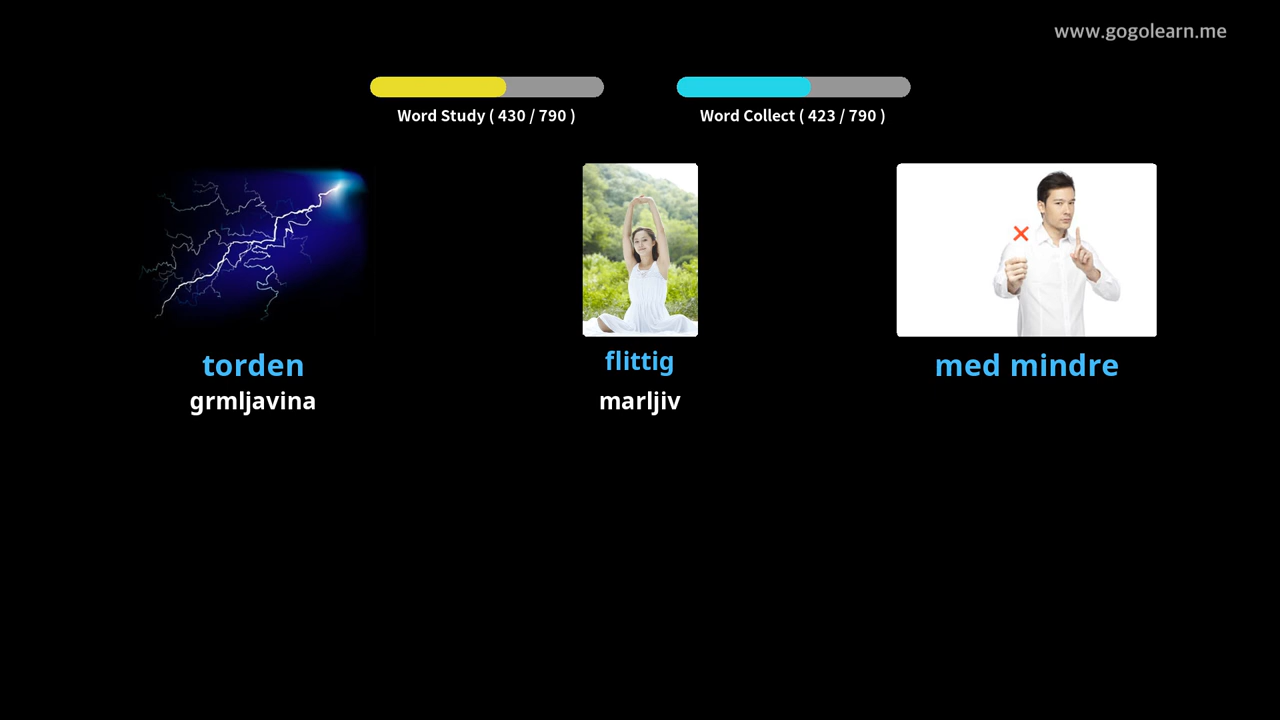 www.gogolearn.me
Word Study ( 430 / 790 )
Word Collect ( 423 / 790 )
torden
grmljavina
flittig
marljiv
med mindre